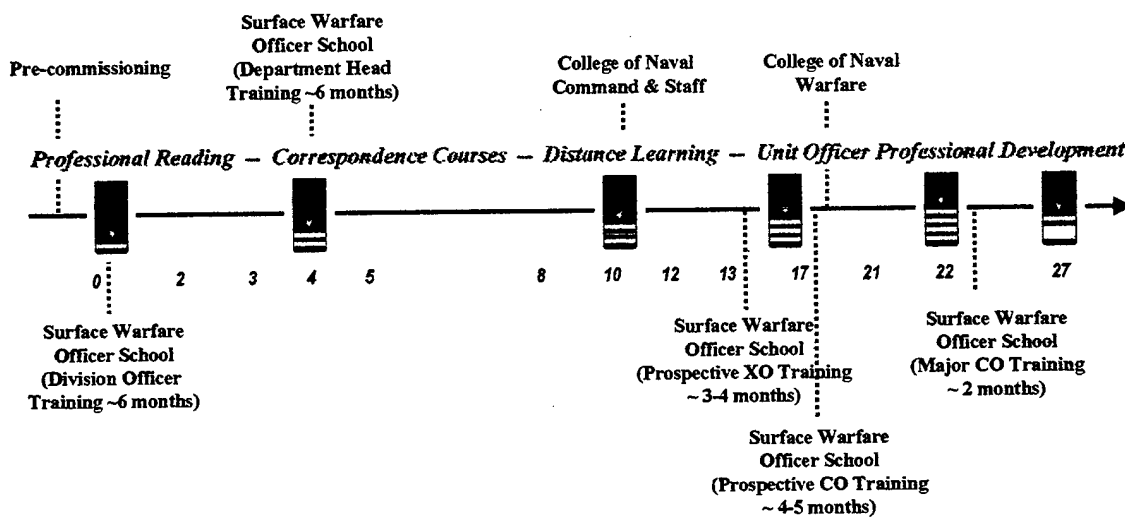 Pre-commissioning
Surface Warfare
Officer School
(Department Head
Training ~6 months)
College of Naval
Command & Staff
College of Naval
Warfare
Professional Reading – Correspondence Courses – Distance Learning – Unit Officer Professional Development
0 2 3 4 5 8 10 12 13 17 21 22 27
Surface Warfare
Officer School
(Division Officer
Training ~6 months)
Surface Warfare
Officer School
(Prospective XO Training
~ 3-4 months)
Surface Warfare
Officer School
(Prospective CO Training
~ 4-5 months)
Surface Warfare
Officer School
(Major CO Training
~ 2 months)